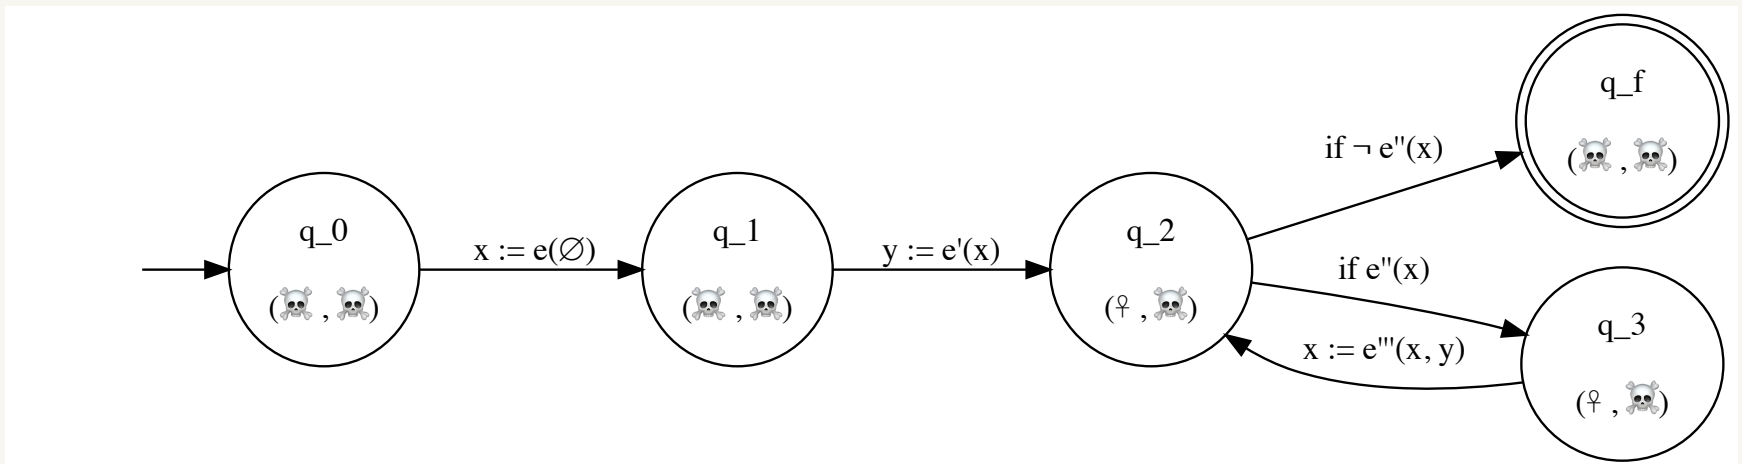 q_0
(☠️ , ☠️)
x := e(∅)
q_1
(☠️ , ☠️)
y := e'(x)
q_2
(♀ , ☠️)
if ¬ e''(x)
q_f
(☠️ , ☠️)
if e''(x)
x := e'''(x, y)
q_3
(♀ , ☠️)